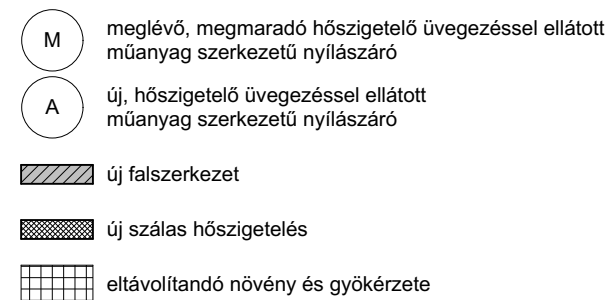 M
meglévő, megmaradó hőszigetelő üvegezéssel ellátott
műanyag szerkezetű nyílászáró
A
új, hőszigetelő üvegezéssel ellátott
műanyag szerkezetű nyílászáró
új falszerkezet
új szálas hőszigetelés
eltávolítandó növény és gyökérzete